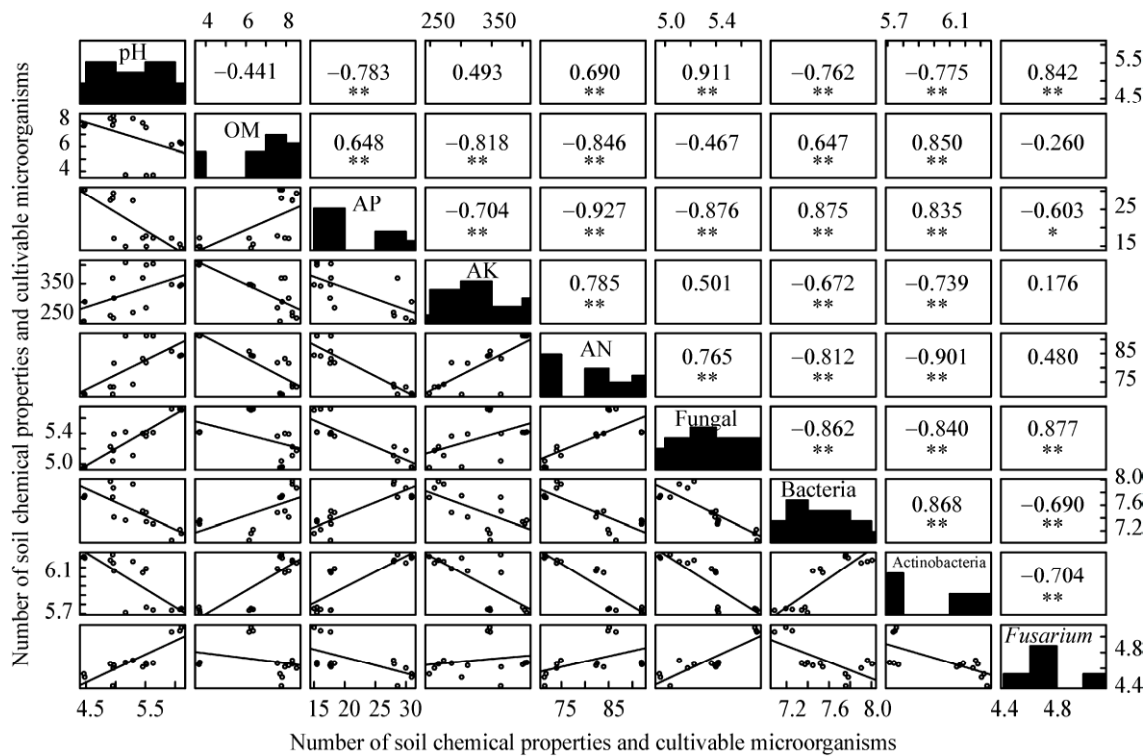 4 6 8 250 350 5.0 5.4 5.7 6.1
pH −0.441 −0.783 0.493 0.690 0.911 −0.762 −0.775 0.842 5.5
** ** ** ** ** ** 4.5
8 OM 0.648 −0.818 −0.846 −0.467 0.647 0.850 −0.260
6 ** ** ** ** **
4
AP −0.704 −0.927 −0.876 0.875 0.835 −0.603 25
** ** ** ** ** * 15
350 AK 0.785 0.501 −0.672 −0.739 0.176
250 ** ** **
AN 0.765 −0.812 −0.901 0.480 85
** ** ** 75
5.4 Fungal −0.862 −0.840 0.877
5.0 ** ** **
Bacteria 0.868 −0.690 8.0
** ** 7.6
7.2
6.1 Actinobacteria −0.704
5.7 **
Fusarium 4.8
4.4
4.5 5.5 15 20 25 30 75 85 7.2 7.6 8.0 4.4 4.8
Number of soil chemical properties and cultivable microorganisms
Number of soil chemical properties and cultivable microorganisms